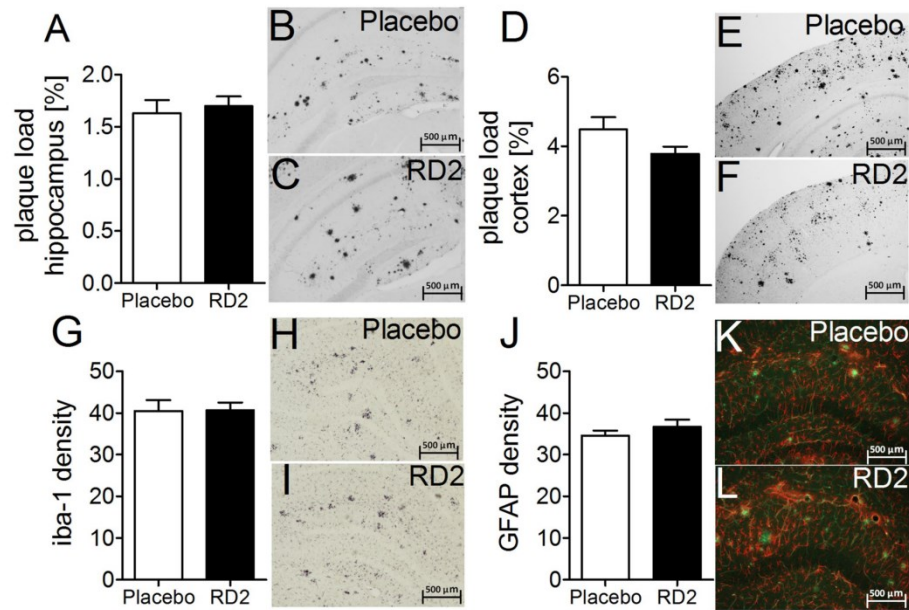 A
plaque load
hippocampus [%]
2.0
1.5
1.0
0.5
0.0
Placebo
RD2
B
Placebo
500 µm
C
RD2
500 µm
D
plaque load
cortex [%]
6
4
2
0
Placebo
RD2
E
Placebo
500 µm
F
RD2
500 µm
G
iba-1 density
50
40
30
20
10
0
Placebo
RD2
H
Placebo
500 µm
I
RD2
500 µm
J
GFAP density
50
40
30
20
10
0
Placebo
RD2
K
Placebo
500 µm
L
RD2
500 µm